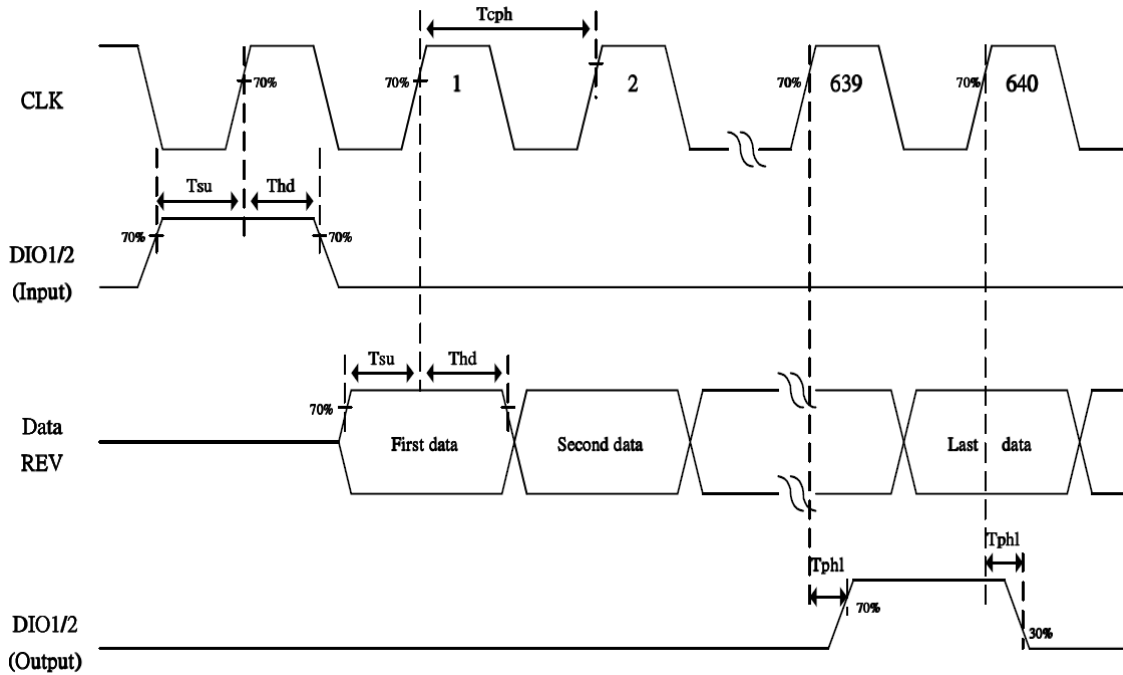 Tcph
CLK
70%
70%
1
2
70%
639
70%
640
Tsu
Thd
DIO1/2
(Input)
70%
70%
Tsu
Thd
Data
REV
70%
First data
Second data
Last data
Tphl
Tphl
DIO1/2
(Output)
70%
30%